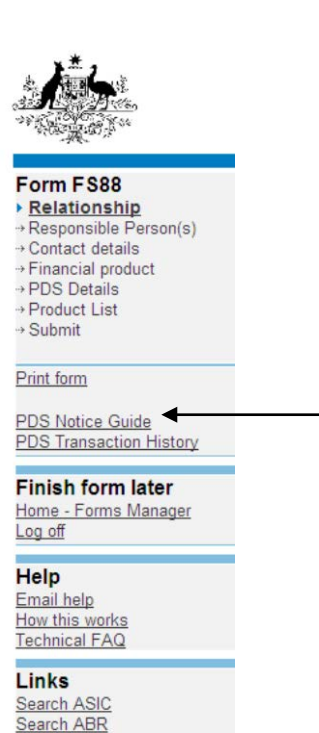 Form FS88
Relationship
Responsible Person(s)
Contact details
Financial product
PDS Details
Product List
Submit
Print form
PDS Notice Guide
PDS Transaction History
Finish form later
Home - Forms Manager
Log off
Help
Email help
How this works
Technical FAQ
Links
Search ASIC
Search ABR